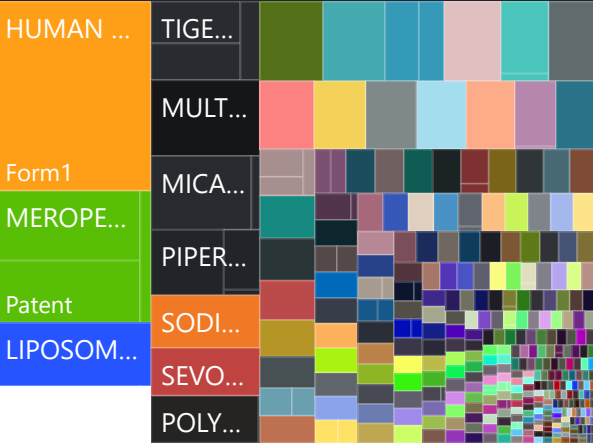 HUMAN ...
Form1
MEROPE...
Patent
LIPOSOM...
TIGE...
MULT...
MICA...
PIPER...
SODI...
SEVO...
POLY...